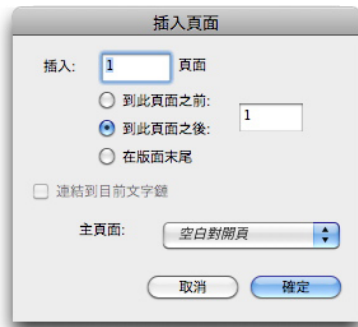 插入頁面
插入: 1 頁面
到此頁面之前:
到此頁面之後: 1
在版面末尾
連結到目前文字鏈
主頁面: 空白對開頁
取消 確定